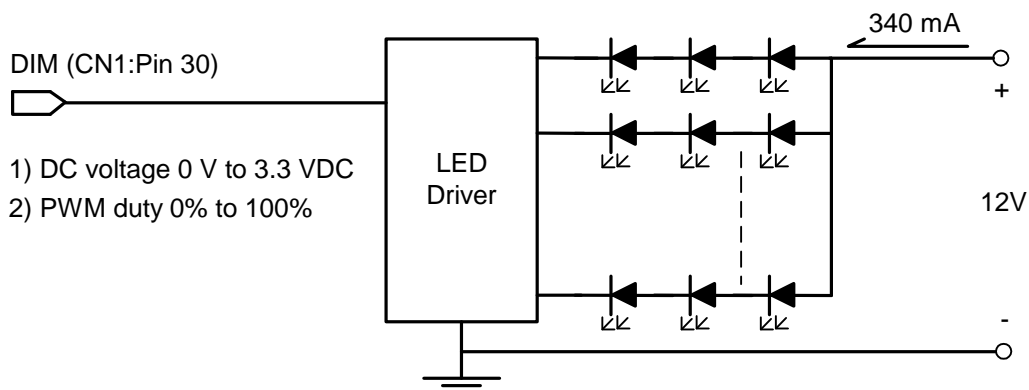 340 mA
DIM (CN1:Pin 30)
+
1) DC voltage 0 V to 3.3 VDC
2) PWM duty 0% to 100%
LED
Driver
12V
-